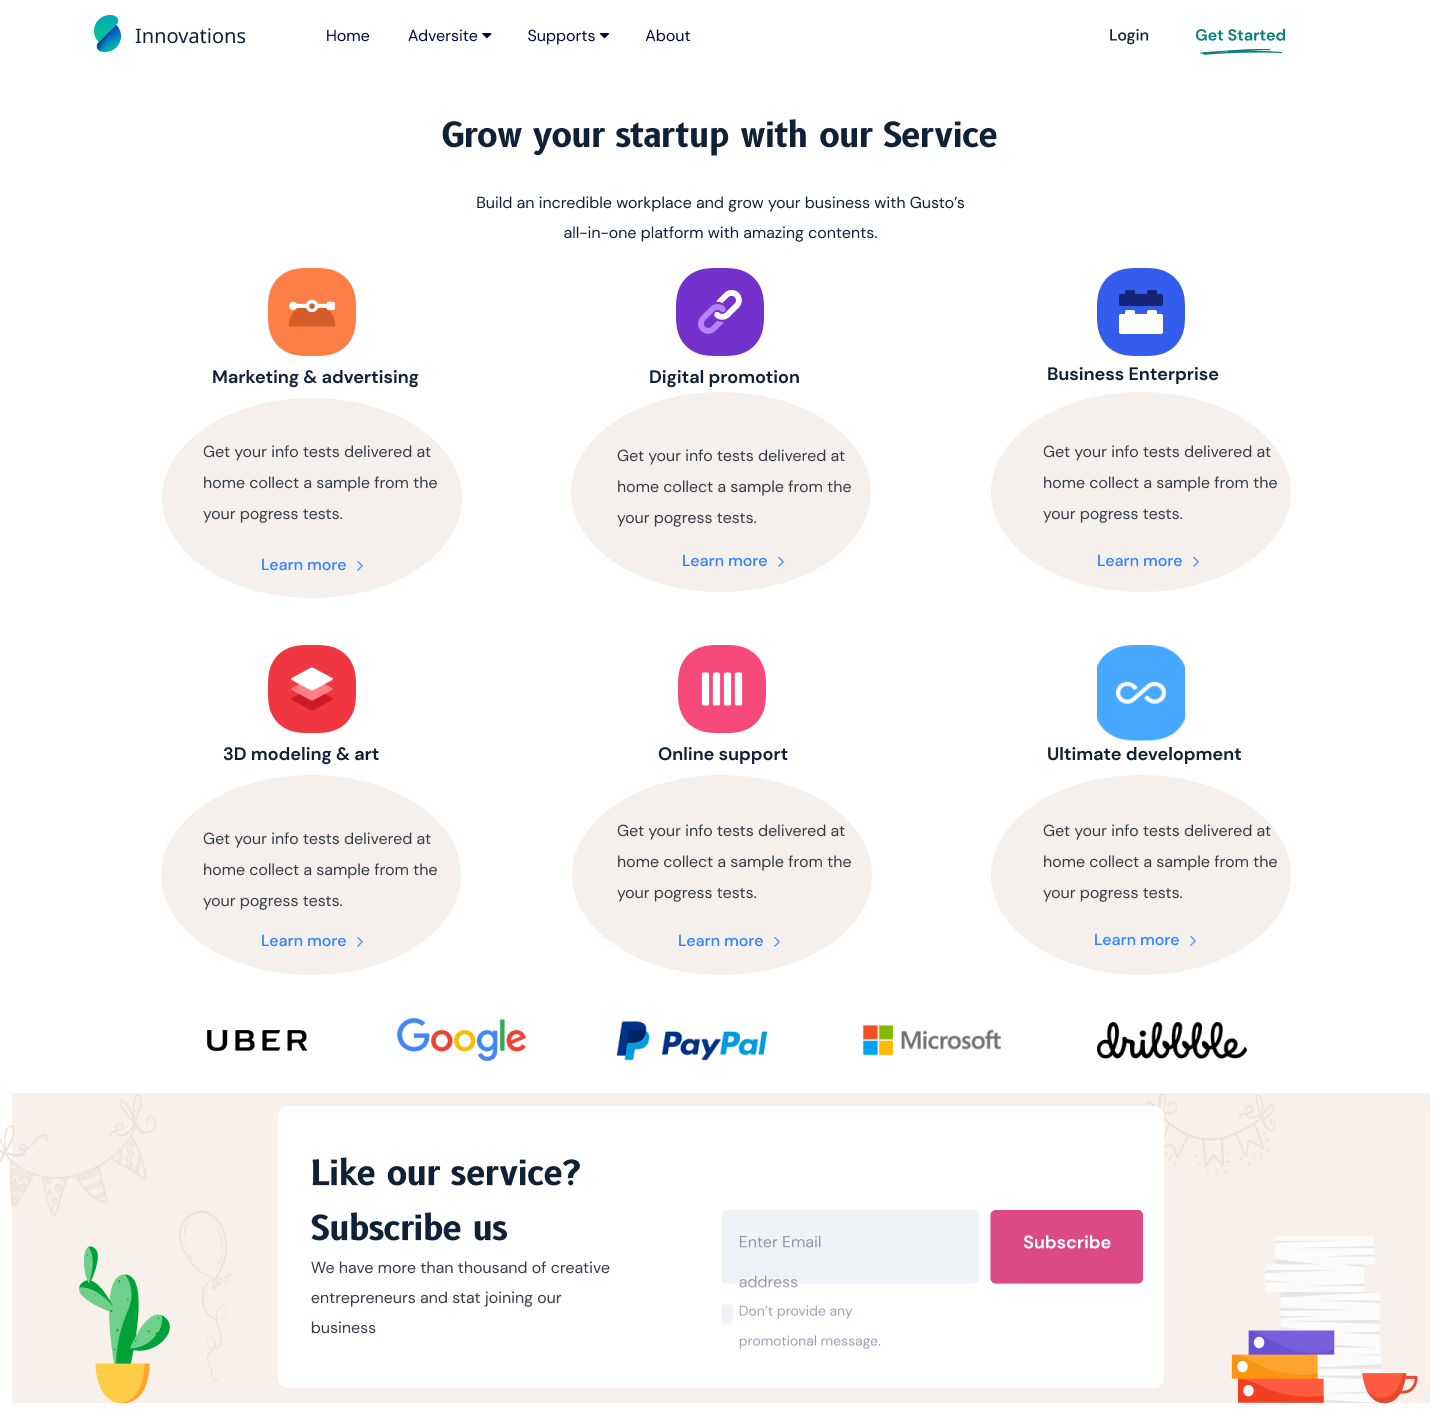 Innovations
Home
Adversite
Supports
About
Login
Get Started
Grow your startup with our Service
Build an incredible workplace and grow your business with Gusto’s
all-in-one platform with amazing contents.
Marketing & advertising
Get your info tests delivered at
home collect a sample from the
your pogress tests.
Learn more
Digital promotion
Get your info tests delivered at
home collect a sample from the
your pogress tests.
Learn more
Business Enterprise
Get your info tests delivered at
home collect a sample from the
your pogress tests.
Learn more
3D modeling & art
Get your info tests delivered at
home collect a sample from the
your pogress tests.
Learn more
Online support
Get your info tests delivered at
home collect a sample from the
your pogress tests.
Learn more
Ultimate development
Get your info tests delivered at
home collect a sample from the
your pogress tests.
Learn more
UBER
Google
PayPal
Microsoft
dribbble
Like our service?
Subscribe us
We have more than thousand of creative
entrepreneurs and stat joining our
business
Enter Email
address
Subscribe
Don’t provide any
promotional message.